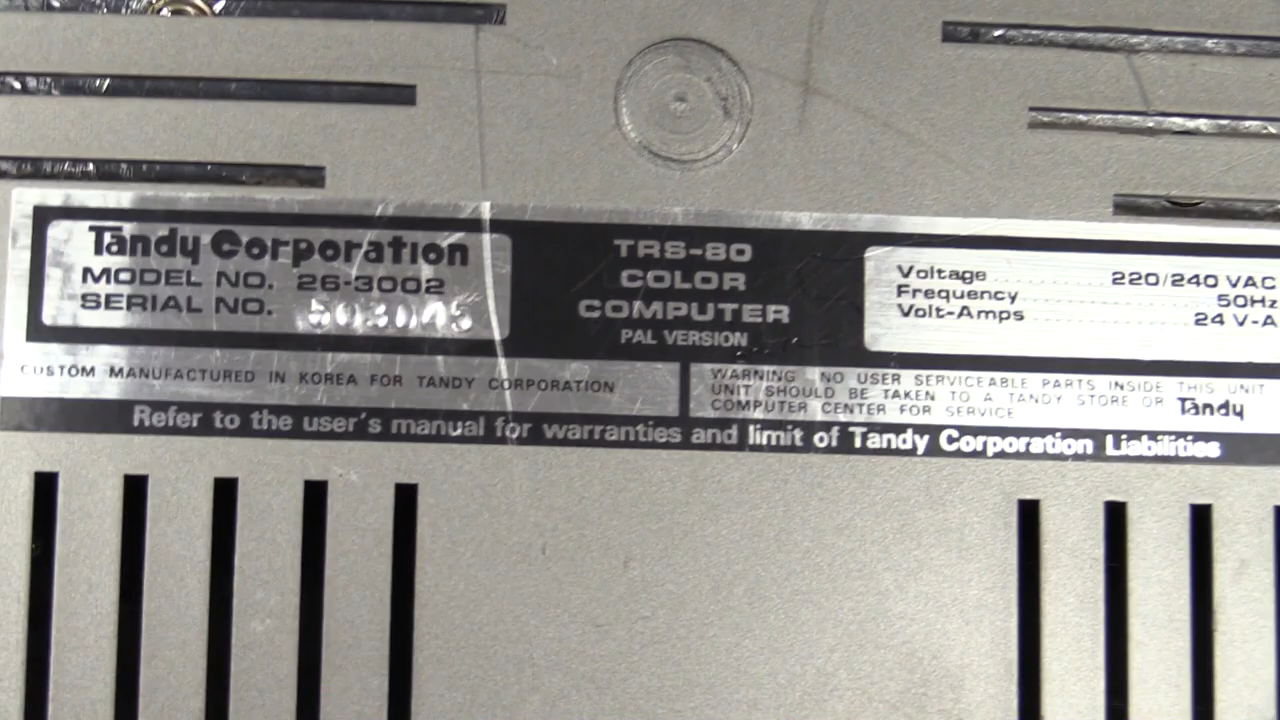 Tandy Corporation
MODEL NO. 26-3002
SERIAL NO.
TRS-80
COLOR
COMPUTER
PAL VERSION
Voltage 220/240 VAC
Frequency 50Hz
Volt-Amps 24 V-A
CUSTOM MANUFACTURED IN KOREA FOR TANDY CORPORATION
WARNING NO USER SERVICEABLE PARTS INSIDE THIS UNIT
UNIT SHOULD BE TAKEN TO A TANDY STORE OR Tandy
COMPUTER CENTER FOR SERVICE
Refer to the user's manual for warranties and limit of Tandy Corporation Liabilities